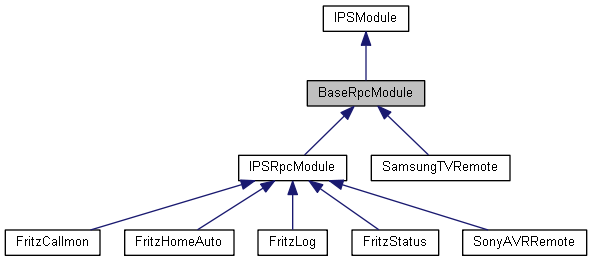 IPSModule
BaseRpcModule
IPSRpcModule
SamsungTVRemote
FritzCallmon
FritzHomeAuto
FritzLog
FritzStatus
SonyAVRRemote